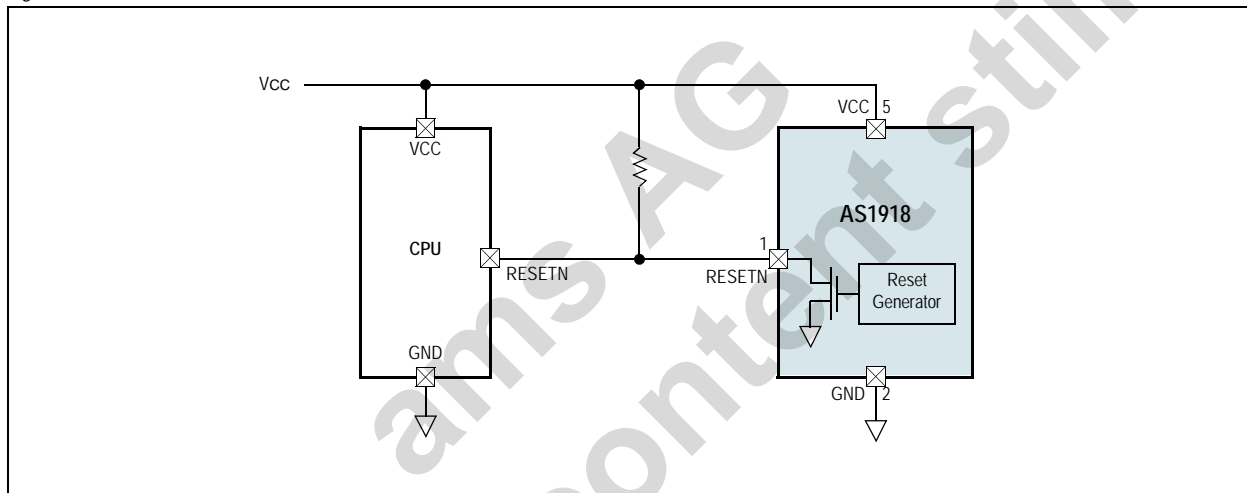 Vcc
VCC 5
VCC
AS1918
CPU
1
RESETN
RESETN
Reset
Generator
GND
GND 2
ams AG
content still